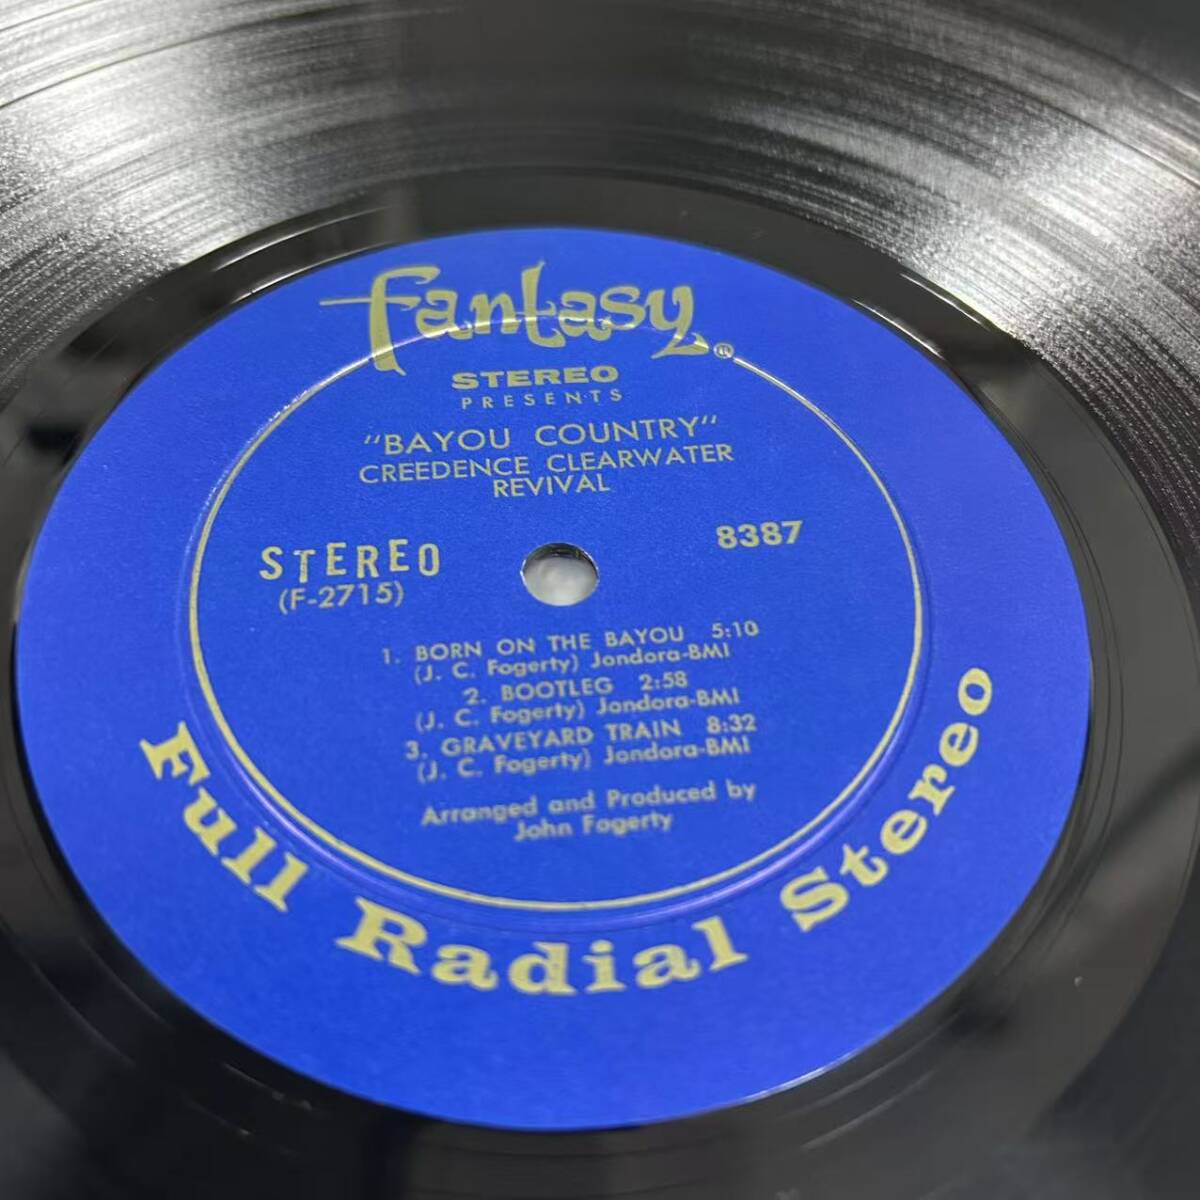 Fantasy®
STEREO
PRESENTS
"BAYOU COUNTRY"
CREEDENCE CLEARWATER
REVIVAL
STEREO
(F-2715)
8387
1. BORN ON THE BAYOU 5:10
(J. C. Fogerty) Jondora-BMI
2. BOOTLEG 2:58
(J. C. Fogerty) Jondora-BMI
3. GRAVEYARD TRAIN 8:32
(J. C. Fogerty) Jondora-BMI
Arranged and Produced by
John Fogerty
Full Radial Stereo